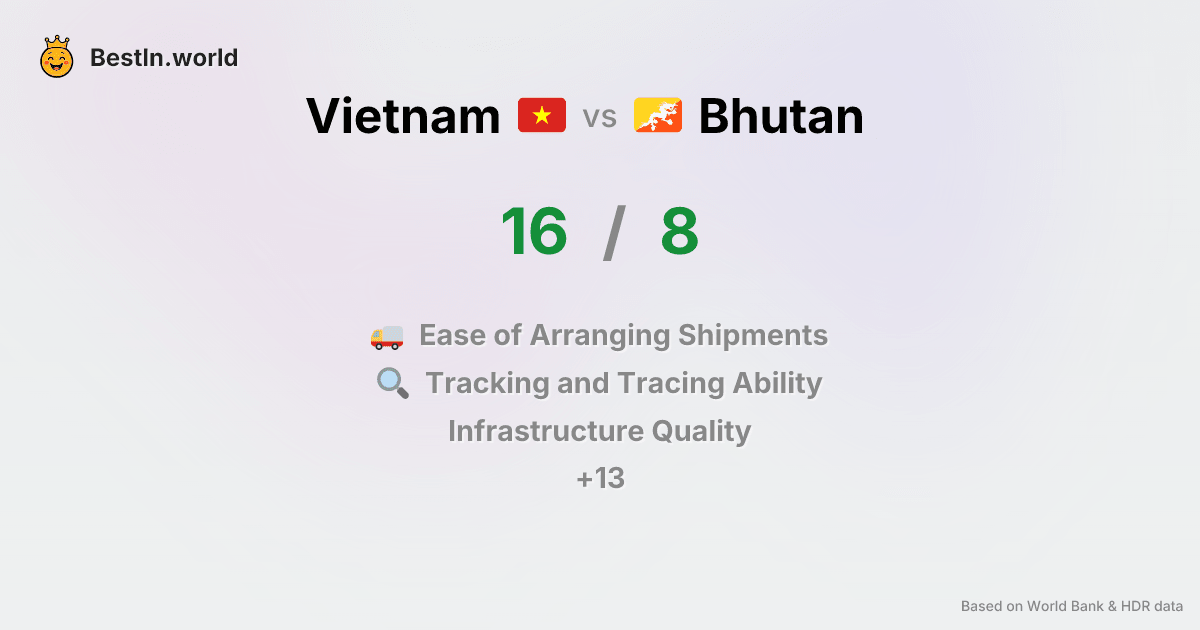 BestIn.world
Vietnam vs Bhutan
16 / 8
Ease of Arranging Shipments
Tracking and Tracing Ability
Infrastructure Quality
+13
Based on World Bank & HDR data